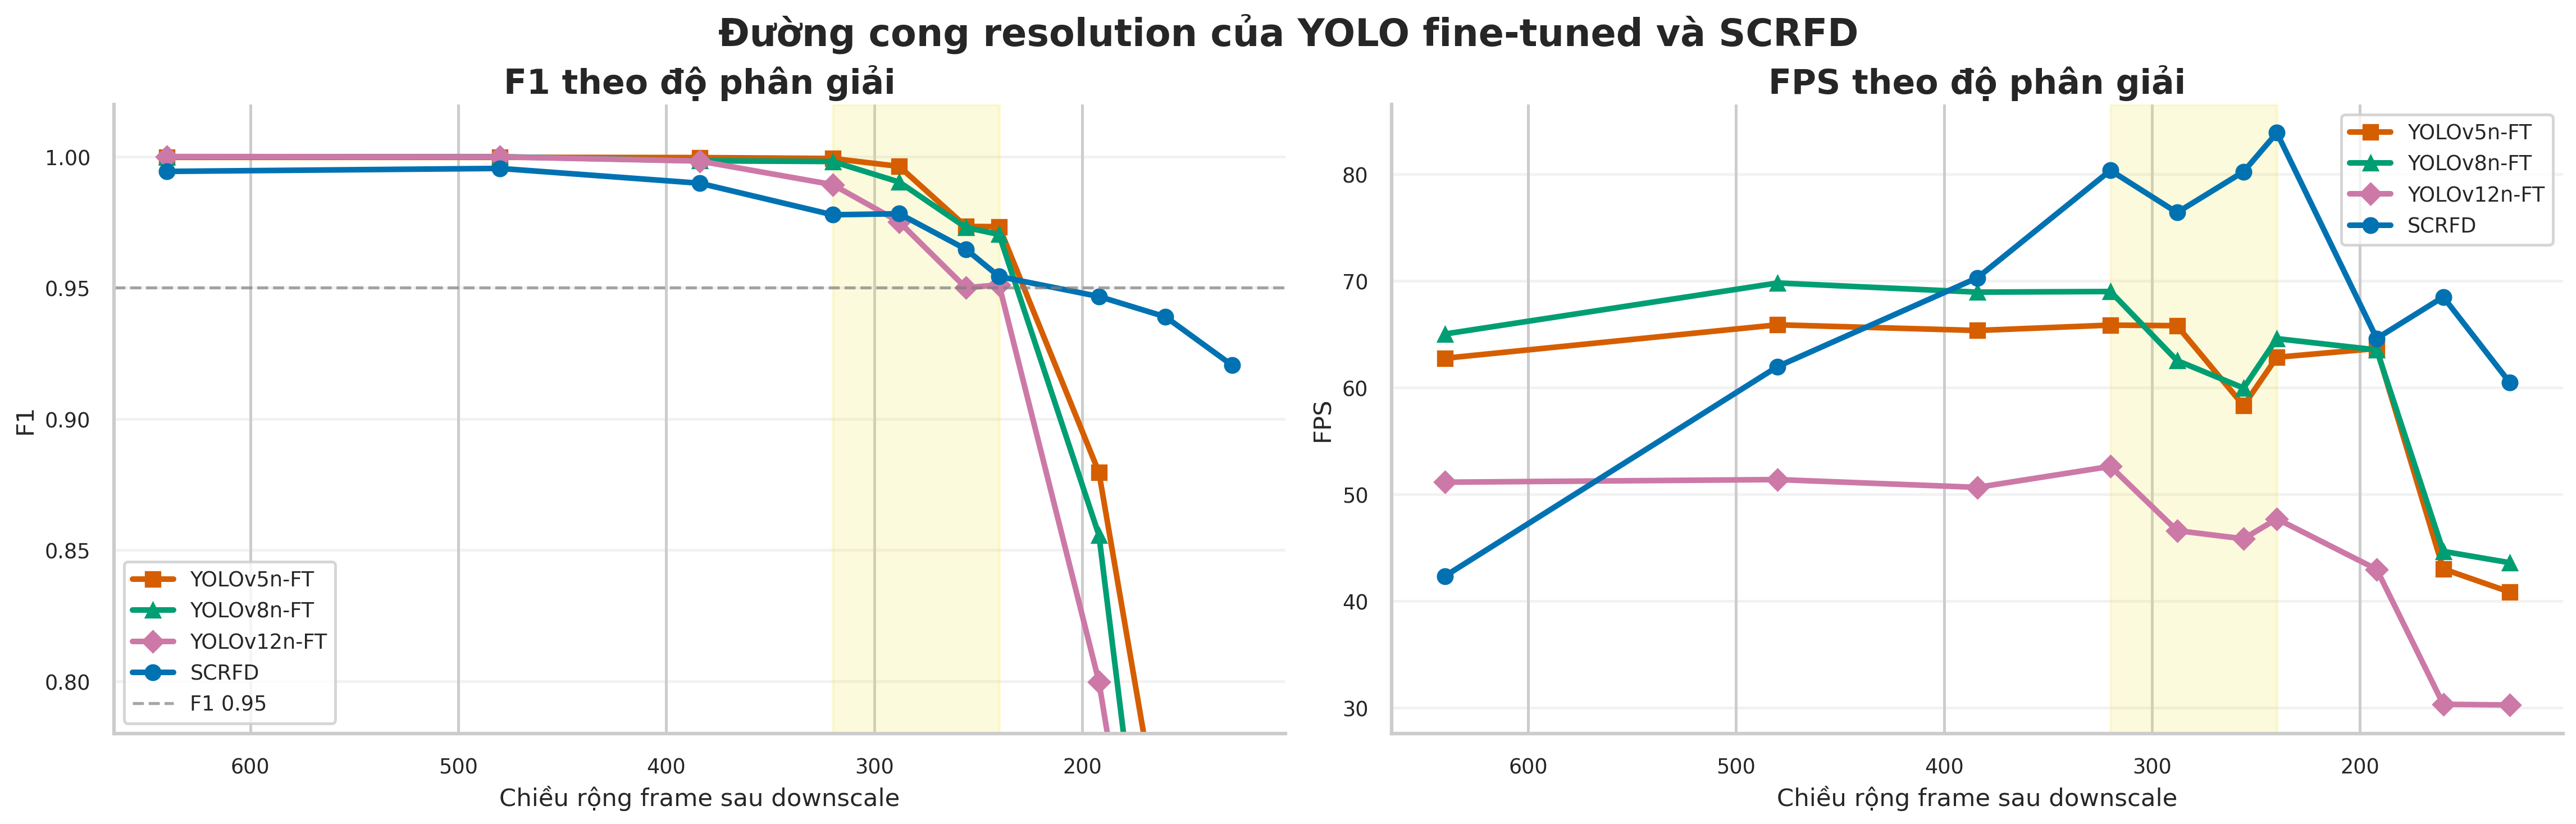 Đường cong resolution của YOLO fine-tuned và SCRFD
F1 theo độ phân giải
1.00
0.95
0.90
0.85
0.80
F1
YOLOv5n-FT
YOLOv8n-FT
YOLOv12n-FT
SCRFD
F1 0.95
600
500
400
300
200
Chiều rộng frame sau downscale
FPS theo độ phân giải
80
70
60
50
40
30
FPS
YOLOv5n-FT
YOLOv8n-FT
YOLOv12n-FT
SCRFD
600
500
400
300
200
Chiều rộng frame sau downscale